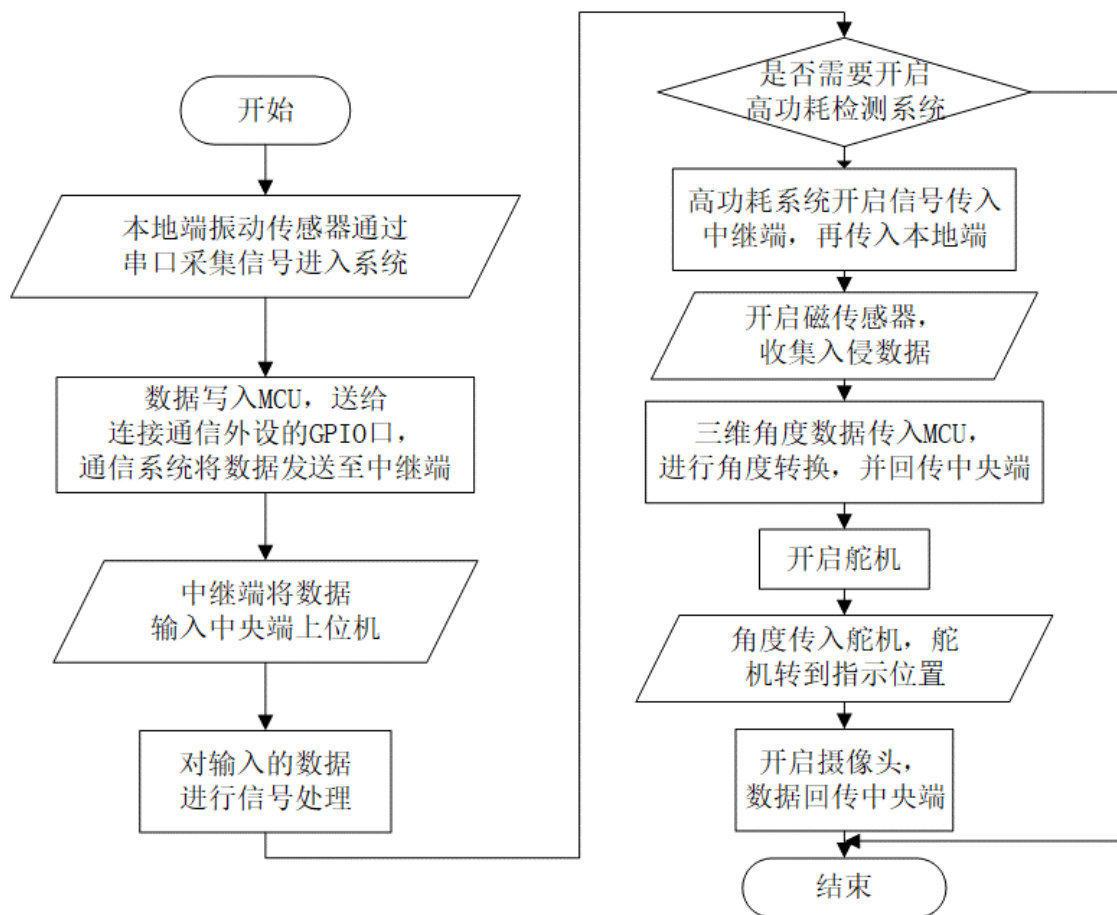 开始
本地端振动传感器通过
串口采集信号进入系统
数据写入MCU，送给
连接通信外设的GPIO口，
通信系统将数据发送至中继端
中继端将数据
输入中央端上位机
对输入的数据
进行信号处理
是否需要开启
高功耗检测系统
高功耗系统开启信号传入
中继端，再传入本地端
开启磁传感器，
收集入侵数据
三维角度数据传入MCU，
进行角度转换，并回传中央端
开启舵机
角度传入舵机，舵
机转到指示位置
开启摄像头，
数据回传中央端
结束